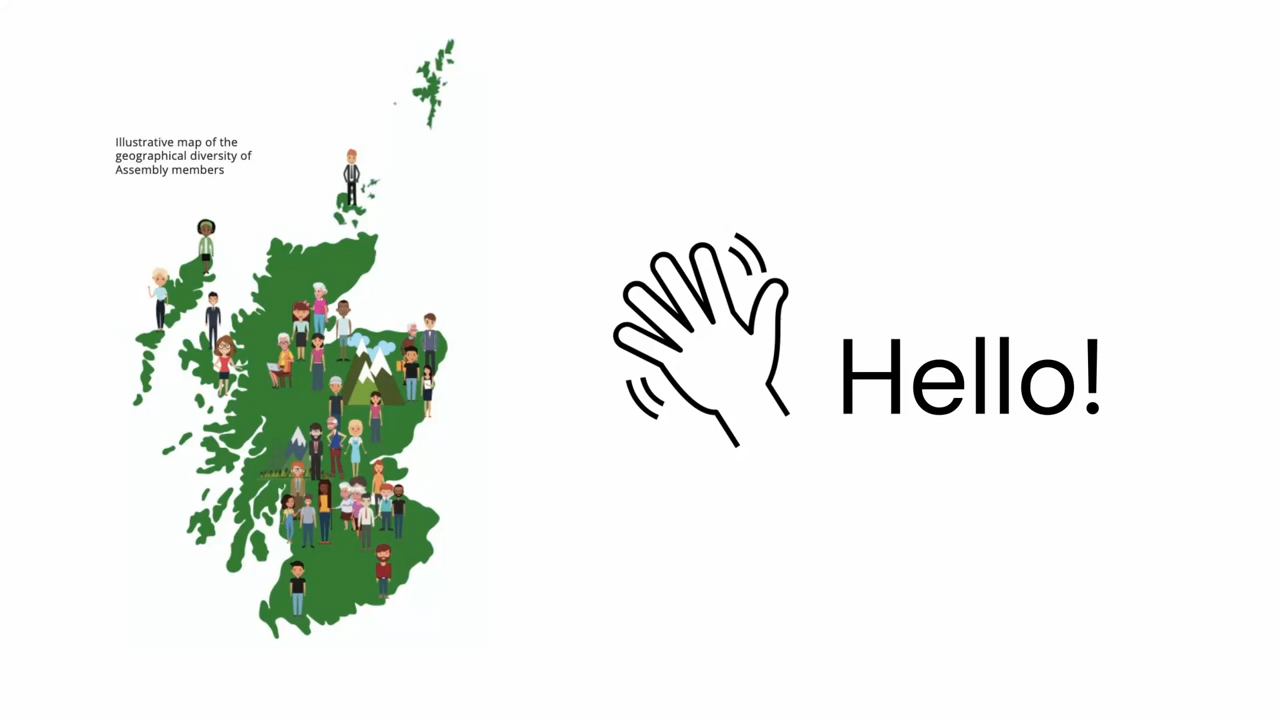 Illustrative map of the
geographical diversity of
Assembly members
Hello!